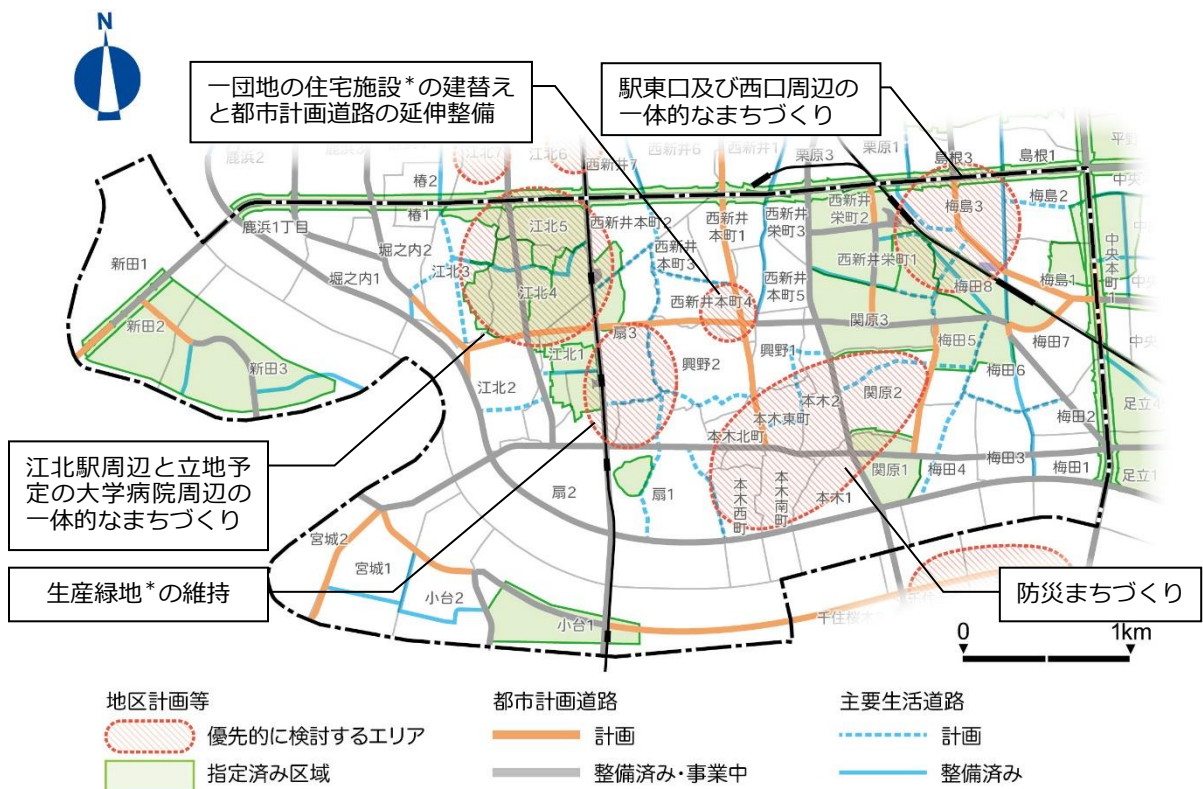 N
一団地の住宅施設*の建替え
と都市計画道路の延伸整備
駅東口及び西口周辺の
一体的なまちづくり
鹿浜2
江北7
江北6
西新井7
西新井6
西新井1
栗原3
栗原1
島根3
島根1
椿2
椿1
鹿浜1丁目
堀之内2
堀之内1
新田1
新田2
新田3
江北5
江北3
江北4
江北1
江北2
西新井本町2
西新井
本町3
西新井
本町1
西新井
栄町3
西新井
栄町2
西新井栄町1
西新井
本町5
西新井本町4
梅島3
梅島2
梅島1
中央本町1
梅田8
梅田7
梅田5
梅田6
梅田2
梅田4
梅田3
梅田1
関原3
関原2
関原1
扇3
興野2
興野1
本木2
本木東町
本木北町
本木西町
本木南町
本木1
扇2
扇1
足立1
江北駅周辺と立地予
定の大学病院周辺の
一体的なまちづくり
生産緑地*の維持
宮城2
宮城1
小台2
小台1
防災まちづくり
0
1km
地区計画等
優先的に検討するエリア
指定済み区域
都市計画道路
計画
整備済み・事業中
主要生活道路
計画
整備済み